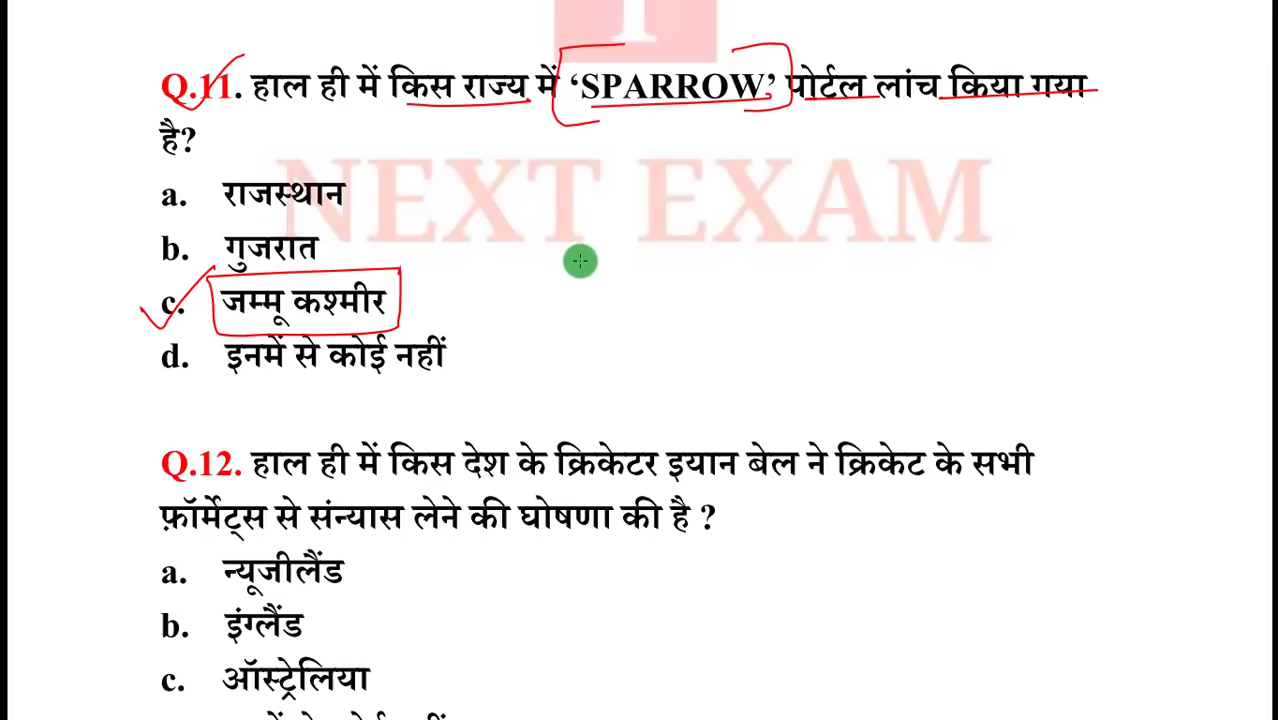 Q.11. हाल ही में किस राज्य में ‘SPARROW’ पोर्टल लांच किया गया
है?
NEXT EXAM
a. राजस्थान
b. गुजरात
c. जम्मू कश्मीर
d. इनमें से कोई नहीं
Q.12. हाल ही में किस देश के क्रिकेटर इयान बेल ने क्रिकेट के सभी
फ़ॉर्मेट्स से संन्यास लेने की घोषणा की है ?
a. न्यूजीलैंड
b. इंग्लैंड
c. ऑस्ट्रेलिया